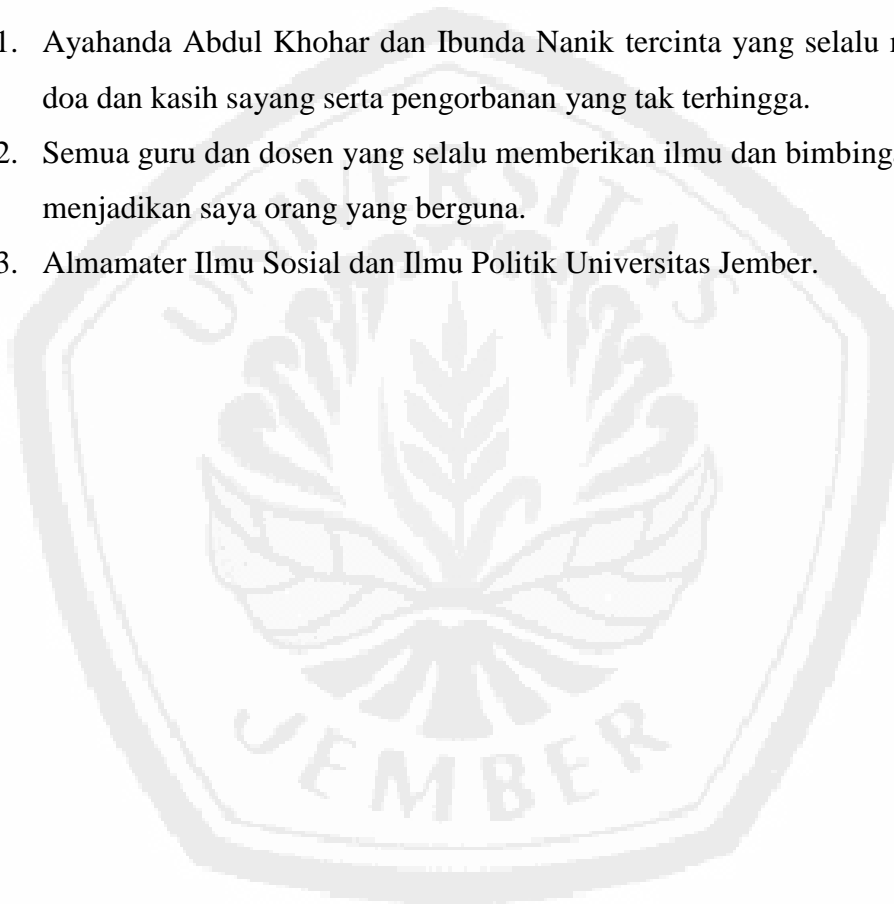 1. Ayahanda Abdul Khohar dan Ibunda Nanik tercinta yang selalu
doa dan kasih sayang serta pengorbanan yang tak terhingga.
2. Semua guru dan dosen yang selalu memberikan ilmu dan
menjadikan saya orang yang berguna.
3. Almamater Ilmu Sosial dan Ilmu Politik Universitas Jember.
UNIVERSITAS
JEMBER